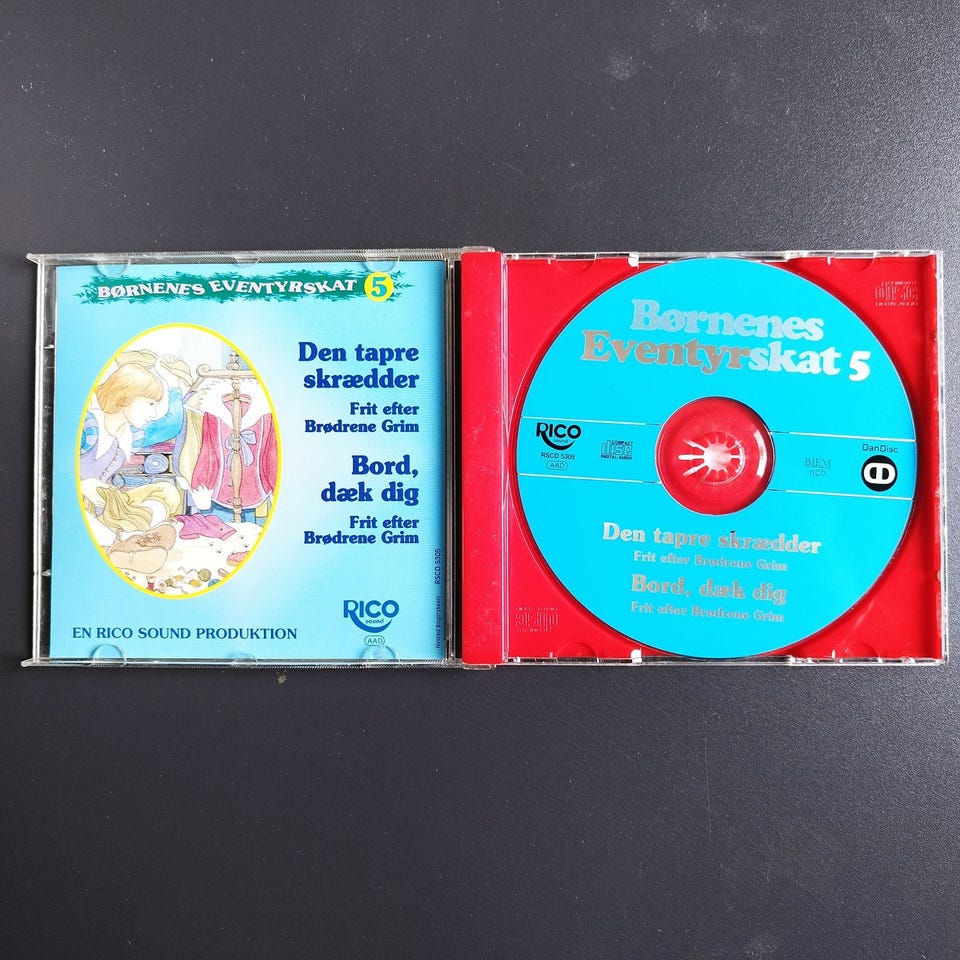 BØRNENES EVENTYRSKAT 5
Den tapre
skrædder
Frit efter
Brødrene Grim
Bord,
dæk dig
Frit efter
Brødrene Grim
RICO
sound
AAD
EN RICO SOUND PRODUKTION
RSCD 5305
Børnenes
Eventyrskat 5
RICO
sound
RSCD 5305
AAD
COMPACT
disc
DIGITAL AUDIO
BIEM
ncb
DanDisc
Den tapre skrædder
Frit efter Brødrene Grim
Bord, dæk dig
Frit efter Brødrene Grim
disc